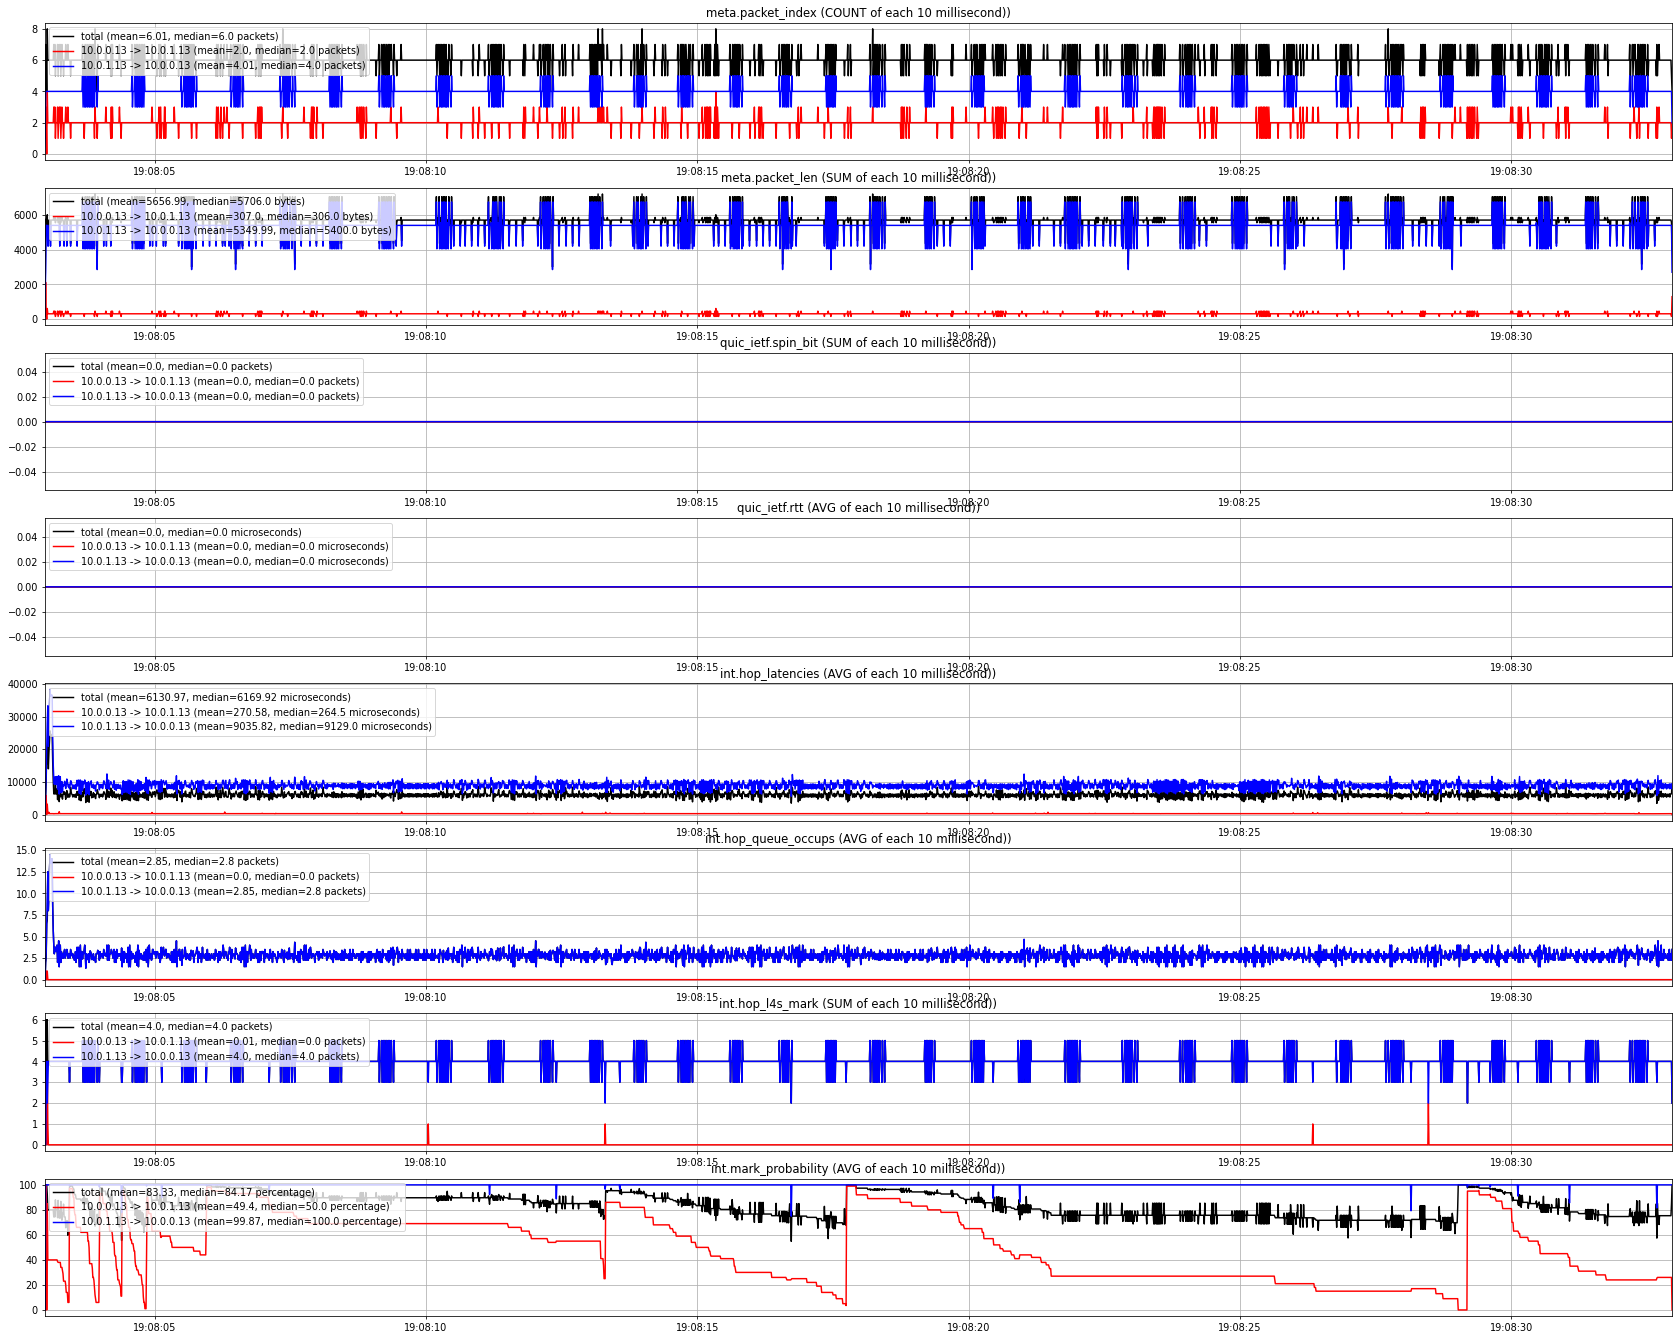 meta.packet_index (COUNT of each 10 millisecond))
8
6
4
2
0
total (mean=6.01, median=6.0 packets)
10.0.0.13 -> 10.0.1.13 (mean=2.0, median=2.0 packets)
10.0.1.13 -> 10.0.0.13 (mean=4.01, median=4.0 packets)
19:08:05 19:08:10 19:08:15 19:08:20 19:08:25 19:08:30
meta.packet_len (SUM of each 10 millisecond))
6000
4000
2000
0
total (mean=5656.99, median=5706.0 bytes)
10.0.0.13 -> 10.0.1.13 (mean=307.0, median=306.0 bytes)
10.0.1.13 -> 10.0.0.13 (mean=5349.99, median=5400.0 bytes)
19:08:05 19:08:10 19:08:15 19:08:20 19:08:25 19:08:30
quic_ietf.spin_bit (SUM of each 10 millisecond))
0.04
0.02
0.00
−0.02
−0.04
total (mean=0.0, median=0.0 packets)
10.0.0.13 -> 10.0.1.13 (mean=0.0, median=0.0 packets)
10.0.1.13 -> 10.0.0.13 (mean=0.0, median=0.0 packets)
19:08:05 19:08:10 19:08:15 19:08:20 19:08:25 19:08:30
quic_ietf.rtt (AVG of each 10 millisecond))
0.04
0.02
0.00
−0.02
−0.04
total (mean=0.0, median=0.0 microseconds)
10.0.0.13 -> 10.0.1.13 (mean=0.0, median=0.0 microseconds)
10.0.1.13 -> 10.0.0.13 (mean=0.0, median=0.0 microseconds)
19:08:05 19:08:10 19:08:15 19:08:20 19:08:25 19:08:30
int.hop_latencies (AVG of each 10 millisecond))
40000
30000
20000
10000
0
total (mean=6130.97, median=6169.92 microseconds)
10.0.0.13 -> 10.0.1.13 (mean=270.58, median=264.5 microseconds)
10.0.1.13 -> 10.0.0.13 (mean=9035.82, median=9129.0 microseconds)
19:08:05 19:08:10 19:08:15 19:08:20 19:08:25 19:08:30
int.hop_queue_occups (AVG of each 10 millisecond))
15.0
12.5
10.0
7.5
5.0
2.5
0.0
total (mean=2.85, median=2.8 packets)
10.0.0.13 -> 10.0.1.13 (mean=0.0, median=0.0 packets)
10.0.1.13 -> 10.0.0.13 (mean=2.85, median=2.8 packets)
19:08:05 19:08:10 19:08:15 19:08:20 19:08:25 19:08:30
int.hop_l4s_mark (SUM of each 10 millisecond))
6
5
4
3
2
1
0
total (mean=4.0, median=4.0 packets)
10.0.0.13 -> 10.0.1.13 (mean=0.01, median=0.0 packets)
10.0.1.13 -> 10.0.0.13 (mean=4.0, median=4.0 packets)
19:08:05 19:08:10 19:08:15 19:08:20 19:08:25 19:08:30
int.mark_probability (AVG of each 10 millisecond))
100
80
60
40
20
0
total (mean=83.33, median=84.17 percentage)
10.0.0.13 -> 10.0.1.13 (mean=49.4, median=50.0 percentage)
10.0.1.13 -> 10.0.0.13 (mean=99.87, median=100.0 percentage)
19:08:05 19:08:10 19:08:15 19:08:20 19:08:25 19:08:30